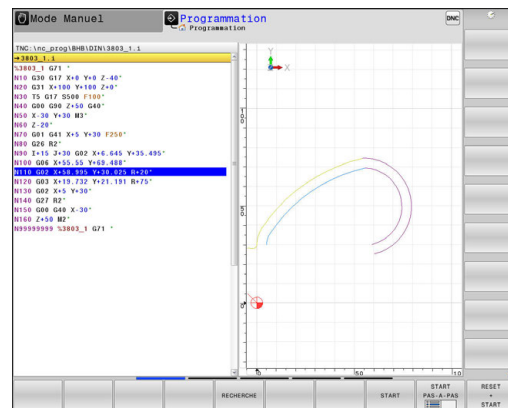 Mode Manuel
Programmation
Programmation
DNC
TNC:\nc_prog\BHB\DIN\3803_1.i
→3803_1.i
%3803_1 G71 *
N10 G30 G17 X+0 Y+0 Z-40*
N20 G31 X+100 Y+100 Z+0*
N30 T5 G17 S500 F100*
N40 G00 G90 Z+50 G40*
N50 X-30 Y+30 M3*
N60 Z-20*
N70 G01 G41 X+5 Y+30 F250*
N80 G26 R2*
N90 I+15 J+30 G02 X+6.645 Y+35.495*
N100 G06 X+55.55 Y+69.488*
N110 G02 X+58.995 Y+30.025 R+20*
N120 G03 X+19.732 Y+21.191 R+75*
N130 G02 X+5 Y+30*
N140 G27 R2*
N150 G00 G40 X-30*
N160 Z+50 M2*
N99999999 %3803_1 G71 *
Y
X
100
50
0
0
50
RECHERCHE
START
START
PAS-A-PAS
RESET
+
START